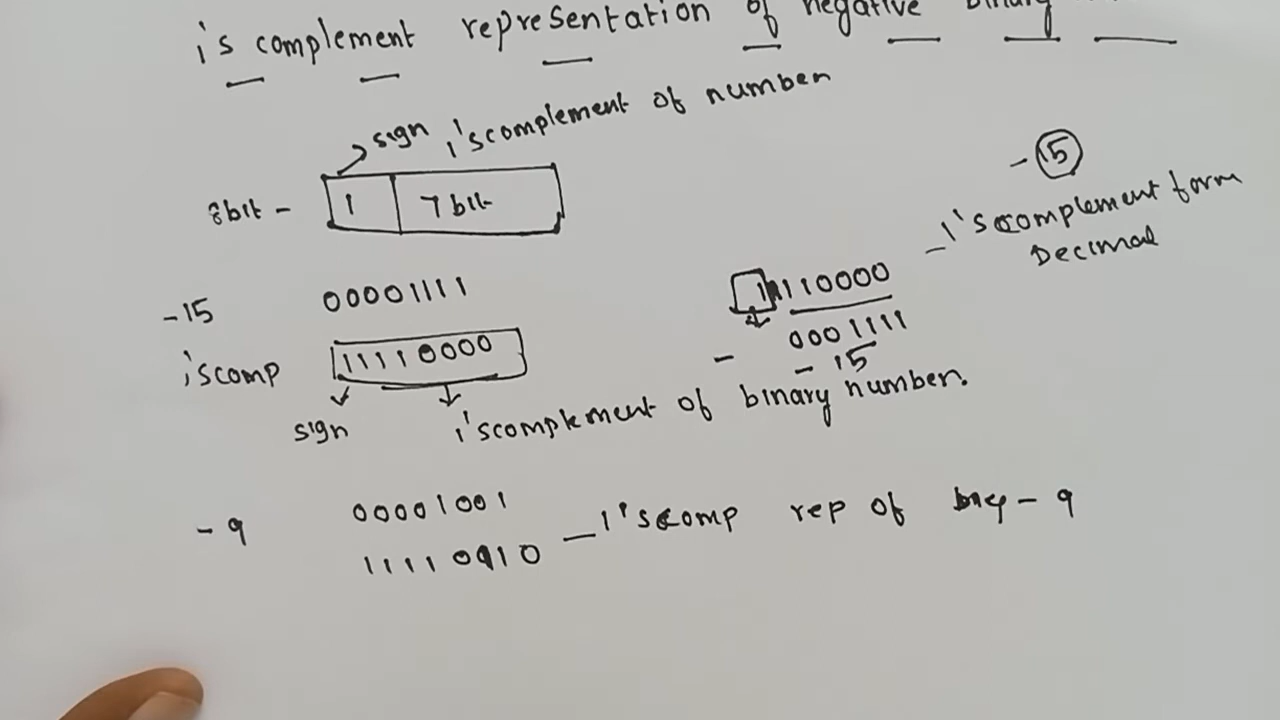 1's complement representation of negative binary
sign 1's complement of number
8bit - 1 7 bit
- 15
- 1's complement form
Decimal
-15 00001111
11110000
0001111
- - 15
1's comp 11110000
sign 1's complement of binary number.
- 9 00001001
11110110 - 1's comp rep of - 9